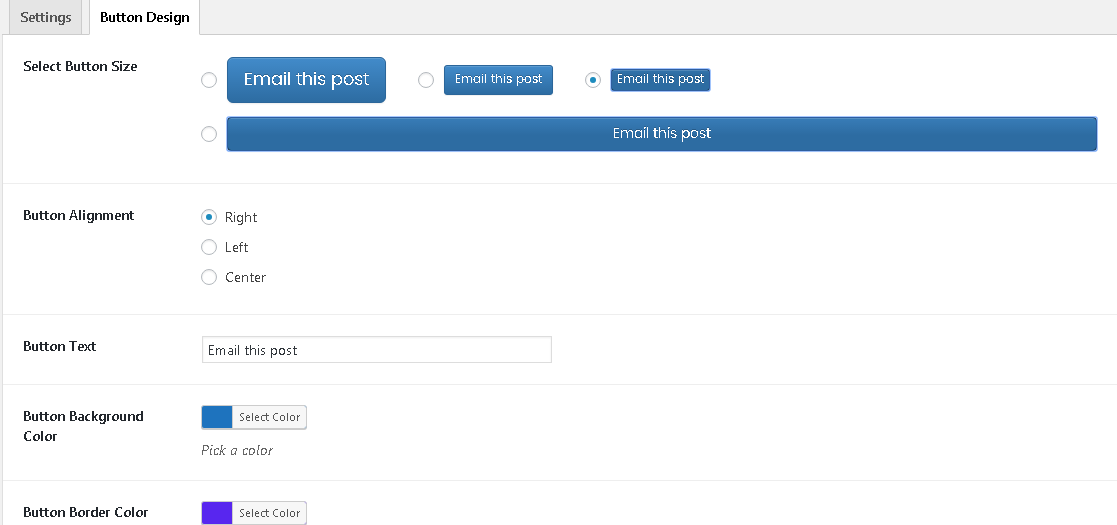 Settings Button Design
Select Button Size Email this post Email this post Email this post
Email this post
Button Alignment Right
Left
Center
Button Text Email this post
Button Background Select Color
Color
Pick a color
Button Border Color Select Color